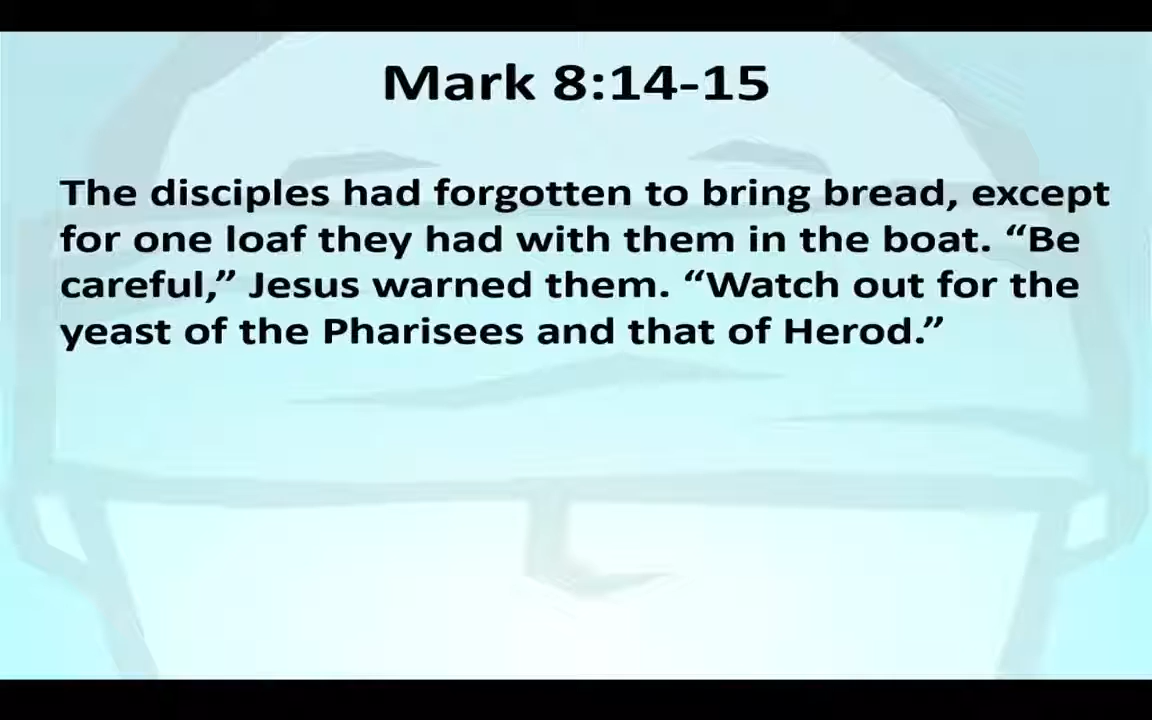 Mark 8:14-15
The disciples had forgotten to bring bread, except
for one loaf they had with them in the boat. “Be
careful,” Jesus warned them. “Watch out for the
yeast of the Pharisees and that of Herod.”